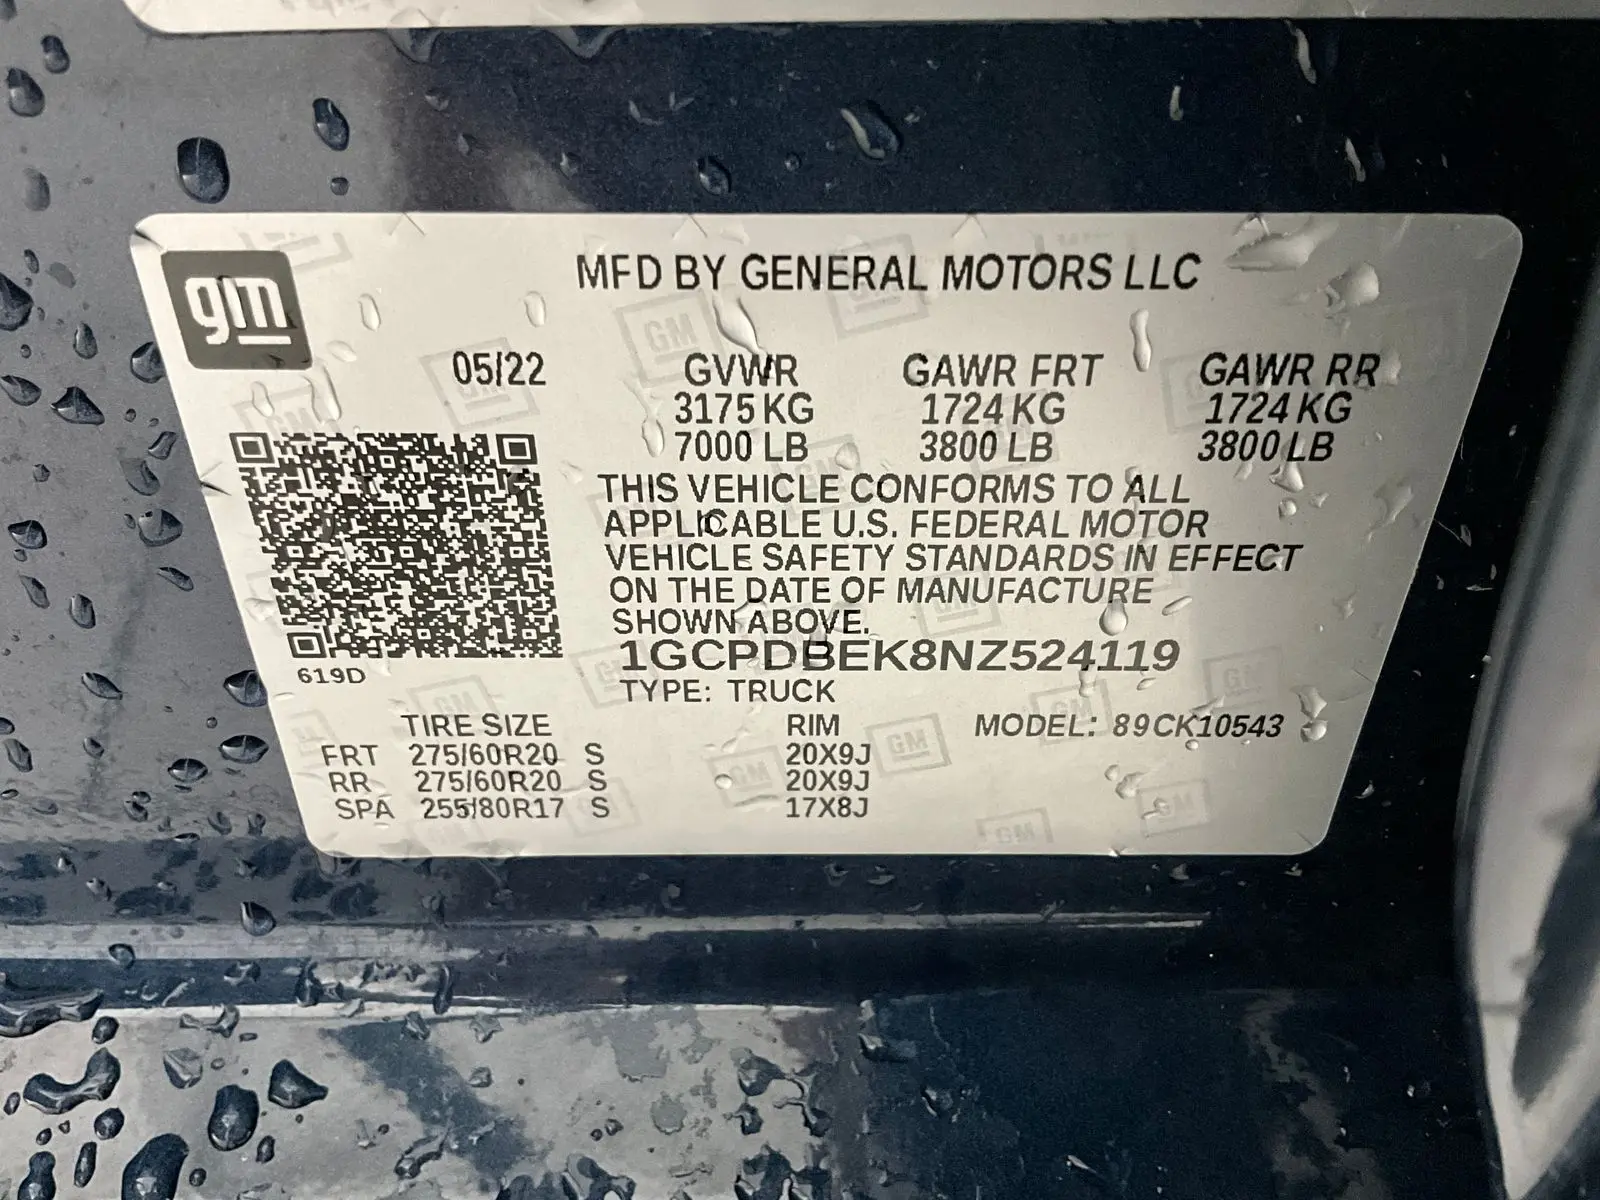 gm
MFD BY GENERAL MOTORS LLC
05/22 GVWR GAWR FRT GAWR RR
3175 KG 1724 KG 1724 KG
7000 LB 3800 LB 3800 LB
THIS VEHICLE CONFORMS TO ALL
APPLICABLE U.S. FEDERAL MOTOR
VEHICLE SAFETY STANDARDS IN EFFECT
ON THE DATE OF MANUFACTURE
SHOWN ABOVE.
1GCPDBEK8NZ524119
619D
TYPE: TRUCK
TIRE SIZE RIM MODEL: 89CK10543
FRT 275/60R20 S 20X9J
RR 275/60R20 S 20X9J
SPA 255/80R17 S 17X8J